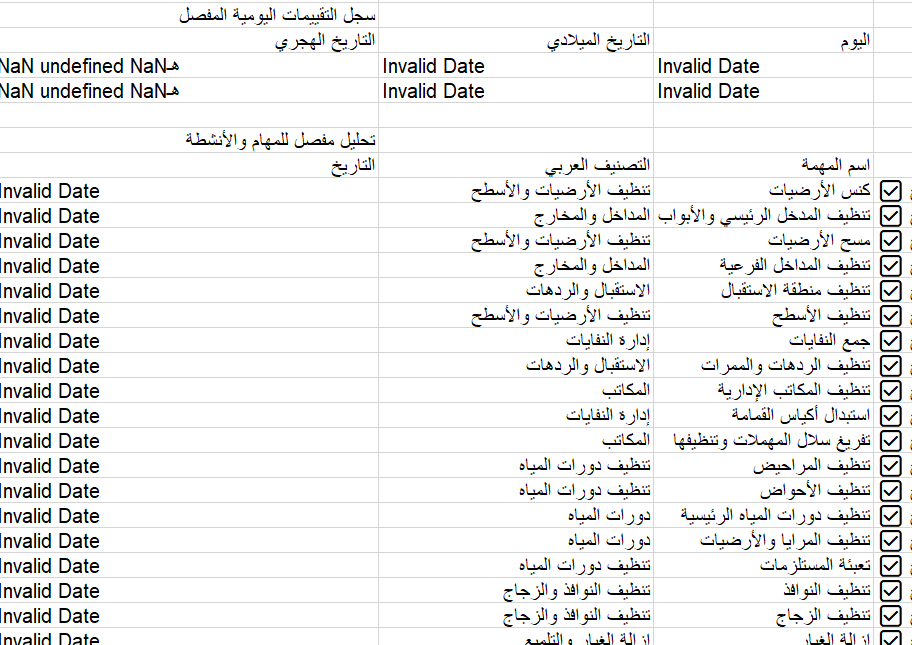 سجل التقييمات اليومية المفصل
اليوم التاريخ الميلادي التاريخ الهجري
Invalid Date Invalid Date NaN undefined NaNهـ
Invalid Date Invalid Date NaN undefined NaNهـ
تحليل مفصل للمهام والأنشطة
اسم المهمة التصنيف العربي التاريخ
كنس الأرضيات تنظيف الأرضيات والأسطح Invalid Date
تنظيف المدخل الرئيسي والأبواب المداخل والمخارج Invalid Date
مسح الأرضيات تنظيف الأرضيات والأسطح Invalid Date
تنظيف المداخل الفرعية المداخل والمخارج Invalid Date
تنظيف منطقة الاستقبال الاستقبال والردهات Invalid Date
تنظيف الأسطح تنظيف الأرضيات والأسطح Invalid Date
جمع النفايات إدارة النفايات Invalid Date
تنظيف الردهات والممرات الاستقبال والردهات Invalid Date
تنظيف المكاتب الإدارية المكاتب Invalid Date
استبدال أكياس القمامة إدارة النفايات Invalid Date
تفريغ سلال المهملات وتنظيفها المكاتب Invalid Date
تنظيف المراحيض تنظيف دورات المياه Invalid Date
تنظيف الأحواض تنظيف دورات المياه Invalid Date
تنظيف دورات المياه الرئيسية دورات المياه Invalid Date
تنظيف المرايا والأرضيات دورات المياه Invalid Date
تعبئة المستلزمات تنظيف دورات المياه Invalid Date
تنظيف النوافذ تنظيف النوافذ والزجاج Invalid Date
تنظيف الزجاج تنظيف النوافذ والزجاج Invalid Date
إزالة الغبار إزالة الغبار والتلميع Invalid Date